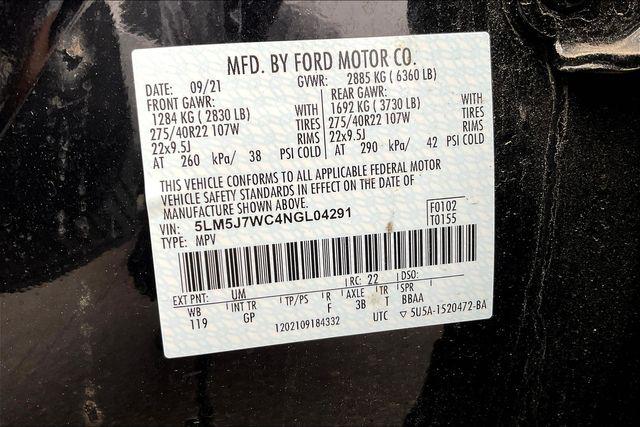 MFD. BY FORD MOTOR CO.
DATE: 09/21 GVWR: 2885 KG ( 6360 LB)
FRONT GAWR: REAR GAWR:
1284 KG ( 2830 LB) WITH 1692 KG ( 3730 LB) WITH
275/40R22 107W TIRES 275/40R22 107W TIRES
22x9.5J RIMS 22x9.5J RIMS
AT 260 kPa/ 38 PSI COLD AT 290 kPa/ 42 PSI COLD
THIS VEHICLE CONFORMS TO ALL APPLICABLE FEDERAL MOTOR
VEHICLE SAFETY STANDARDS IN EFFECT ON THE DATE OF
MANUFACTURE SHOWN ABOVE.
VIN: 5LM5J7WC4NGL04291 F0102
TYPE: MPV T0155
EXT PNT: UM RC: 22 DSO:
WB INT TR TP/PS R AXLE TR SPR
119 GP F 3B T BBAA
1202109184332 UTC ▽ 5U5A-1520472-BA